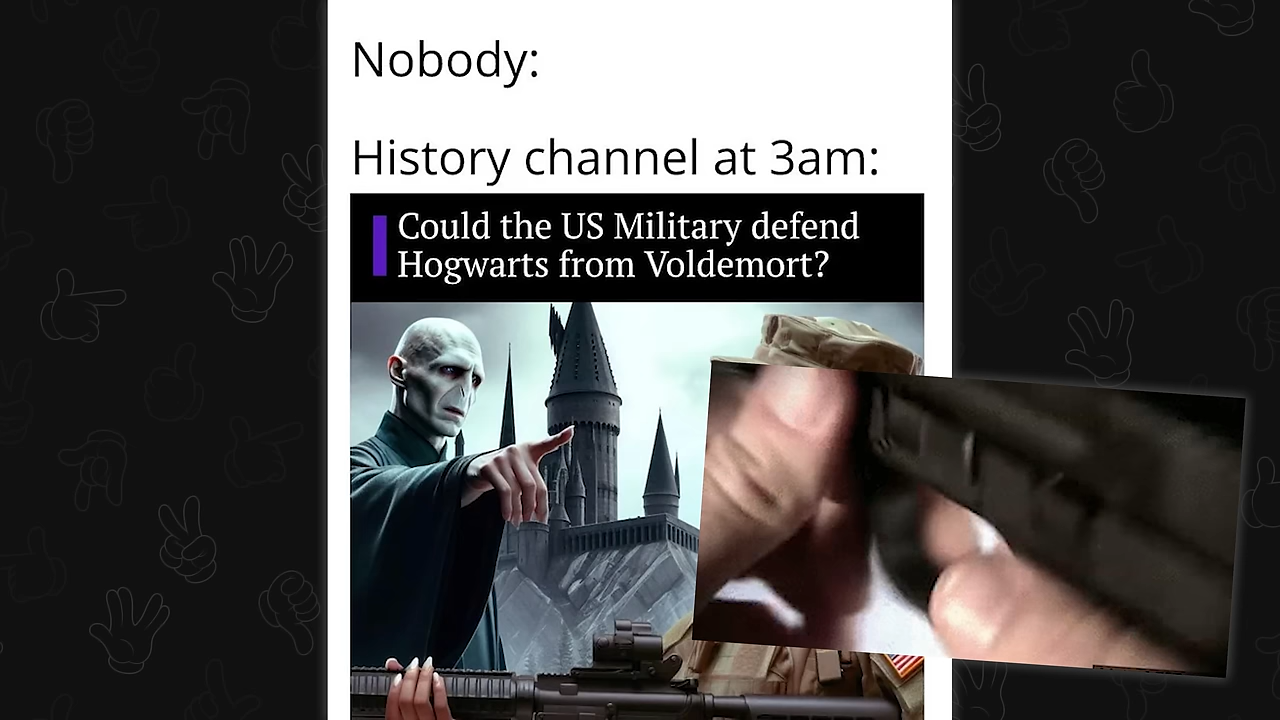 Nobody:
History channel at 3am:
Could the US Military defend
Hogwarts from Voldemort?